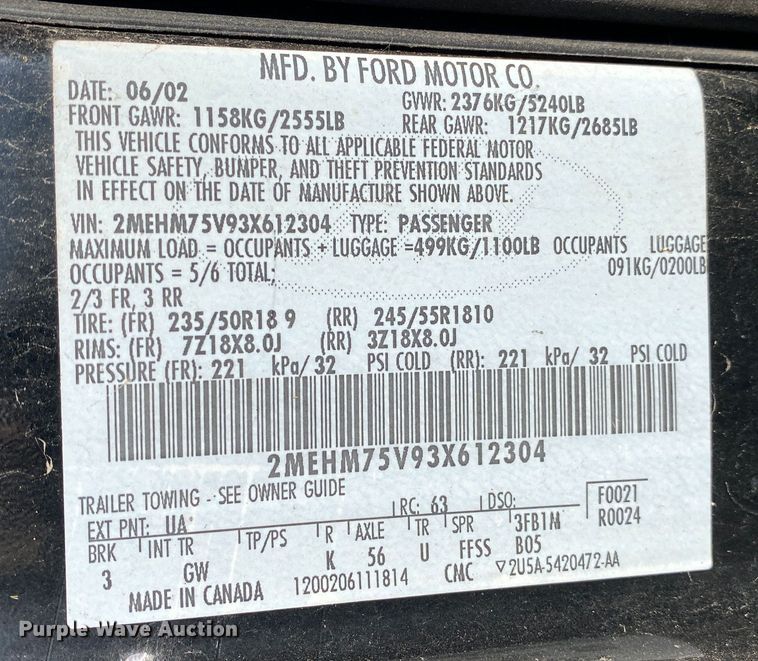 MFD. BY FORD MOTOR CO.
DATE: 06/02 GVWR: 2376KG/5240LB
FRONT GAWR: 1158KG/2555LB REAR GAWR: 1217KG/2685LB
THIS VEHICLE CONFORMS TO ALL APPLICABLE FEDERAL MOTOR
VEHICLE SAFETY, BUMPER, AND THEFT PREVENTION STANDARDS
IN EFFECT ON THE DATE OF MANUFACTURE SHOWN ABOVE.
VIN: 2MEHM75V93X612304 TYPE: PASSENGER
MAXIMUM LOAD = OCCUPANTS + LUGGAGE =499KG/1100LB OCCUPANTS LUGGAGE
OCCUPANTS = 5/6 TOTAL; 091KG/0200LB
2/3 FR, 3 RR
TIRE: (FR) 235/50R18 9 (RR) 245/55R1810
RIMS: (FR) 7Z18X8.0J (RR) 3Z18X8.0J
PRESSURE (FR): 221 kPa/ 32 PSI COLD (RR): 221 kPa/ 32 PSI COLD
2MEHM75V93X612304
TRAILER TOWING - SEE OWNER GUIDE
EXT PNT: UA RC: 63 DSO: F0021
BRK INT TR TP/PS R AXLE TR SPR 3FB1M R0024
3 GW K 56 U FFSS B05
MADE IN CANADA 1200206111814 CMC ▽2U5A-5420472-AA
Purple Wave Auction